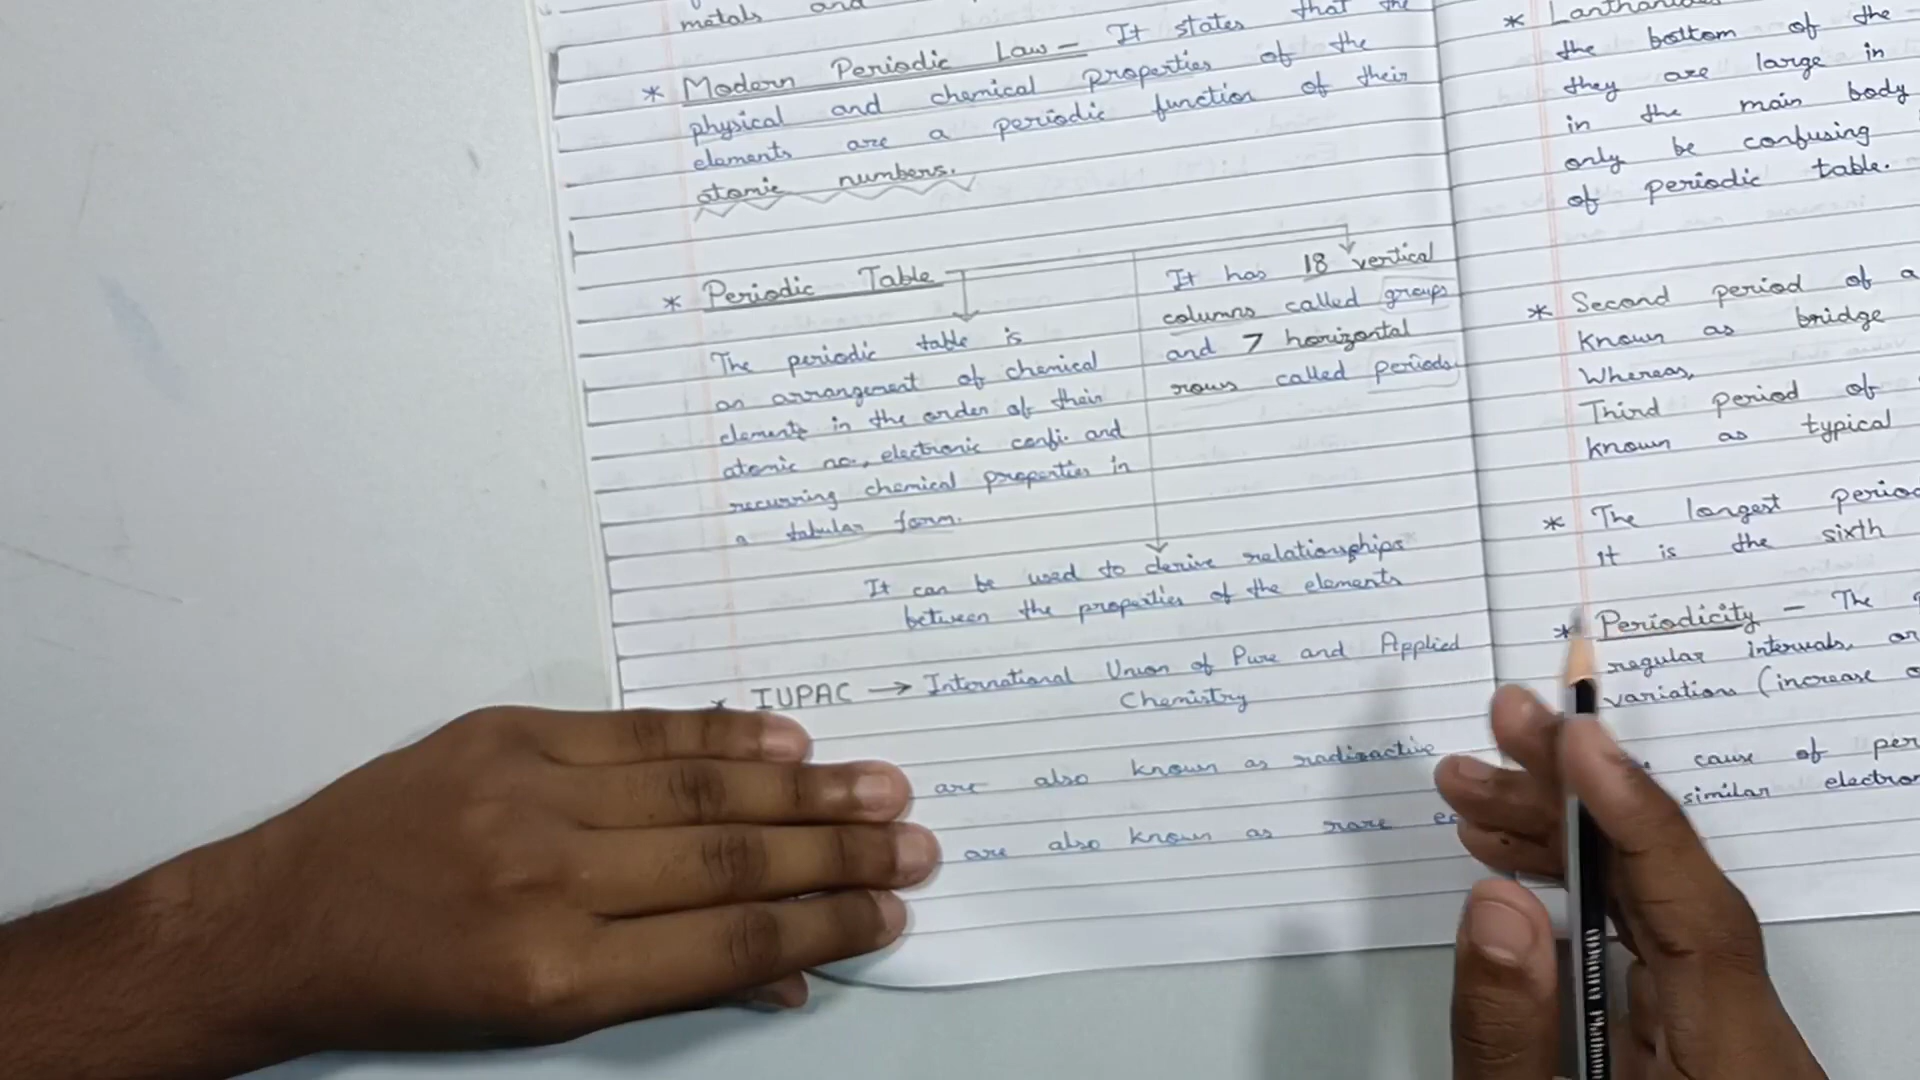 metals and
* Modern Periodic Law - It states that the
physical and chemical properties of the
elements are a periodic function of their
atomic numbers.
* Periodic Table
The periodic table is
an arrangement of chemical
elements in the order of their
atomic no., electronic confi. and
recurring chemical properties in
a tabular form.
It has 18 vertical
columns called groups
and 7 horizontal
rows called periods.
It can be used to derive relationships
between the properties of the elements
* IUPAC → International Union of Pure and Applied
Chemistry
are also known as radioactive
are also known as rare
*
the bottom of the
they are large in
in the main body
only be confusing
of periodic table.
* Second period of
known as bridge
Whereas,
Third period of
known as typical
* The longest
It is the sixth
* Periodicity - The
regular intervals,
variation (increase
cause of
similar